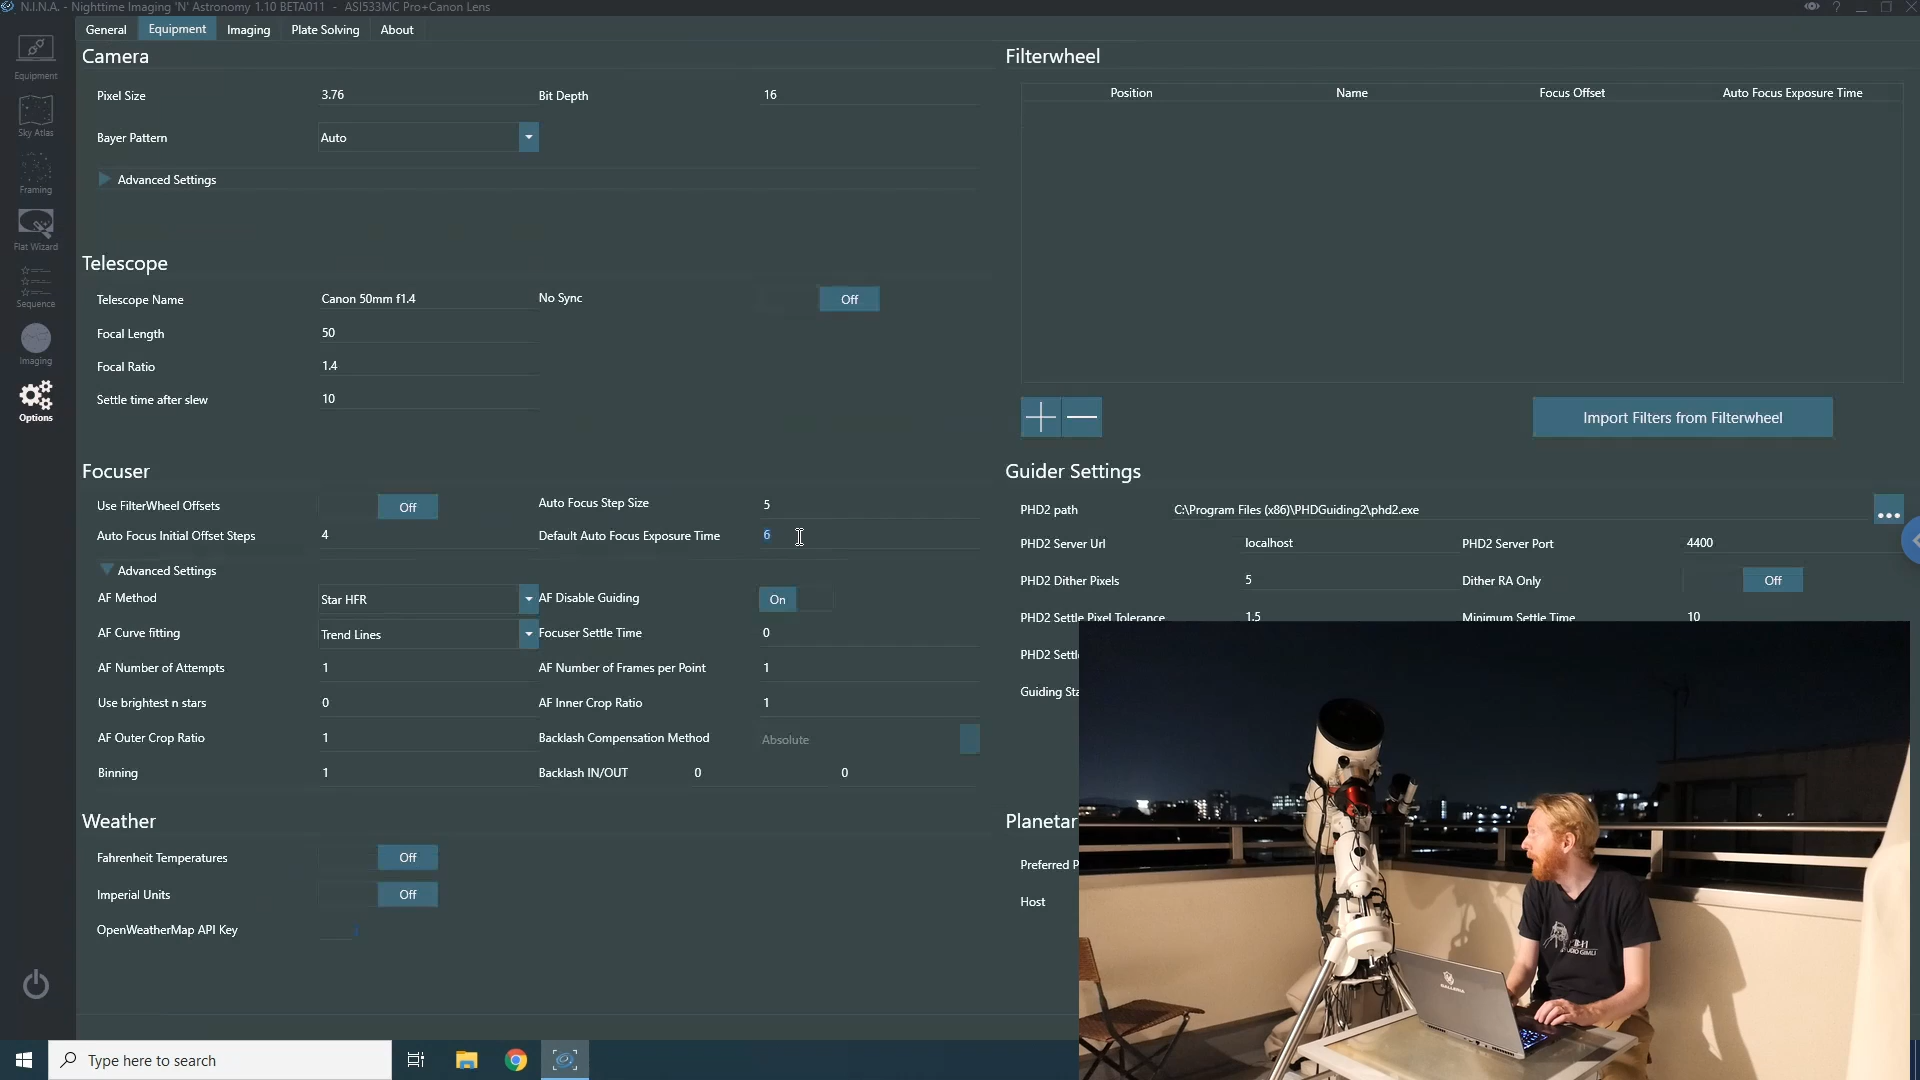 N.I.N.A. - Nighttime Imaging 'N' Astronomy 1.10 BETA011 - ASI533MC Pro+Canon Lens
?
General Equipment Imaging Plate Solving About
Equipment
Sky Atlas
Framing
Flat Wizard
Sequence
Imaging
Options
Camera
Pixel Size 3.76 Bit Depth 16
Bayer Pattern Auto
Advanced Settings
Telescope
Telescope Name Canon 50mm f1.4 No Sync Off
Focal Length 50
Focal Ratio 1.4
Settle time after slew 10
Focuser
Use FilterWheel Offsets Off Auto Focus Step Size 5
Auto Focus Initial Offset Steps 4 Default Auto Focus Exposure Time 6
Advanced Settings
AF Method Star HFR AF Disable Guiding On
AF Curve fitting Trend Lines Focuser Settle Time 0
AF Number of Attempts 1 AF Number of Frames per Point 1
Use brightest n stars 0 AF Inner Crop Ratio 1
AF Outer Crop Ratio 1 Backlash Compensation Method Absolute
Binning 1 Backlash IN/OUT 0 0
Weather
Fahrenheit Temperatures Off
Imperial Units Off
OpenWeatherMap API Key
Filterwheel
Position Name Focus Offset Auto Focus Exposure Time
Import Filters from Filterwheel
Guider Settings
PHD2 path C:\Program Files (x86)\PHDGuiding2\phd2.exe ...
PHD2 Server Url localhost PHD2 Server Port 4400
PHD2 Dither Pixels 5 Dither RA Only Off
PHD2 Settle Pixel Tolerance 1.5 Minimum Settle Time 10
PHD2 Settl
Guiding Sta
Planetar
Preferred P
Host
GALLERIA
Type here to search